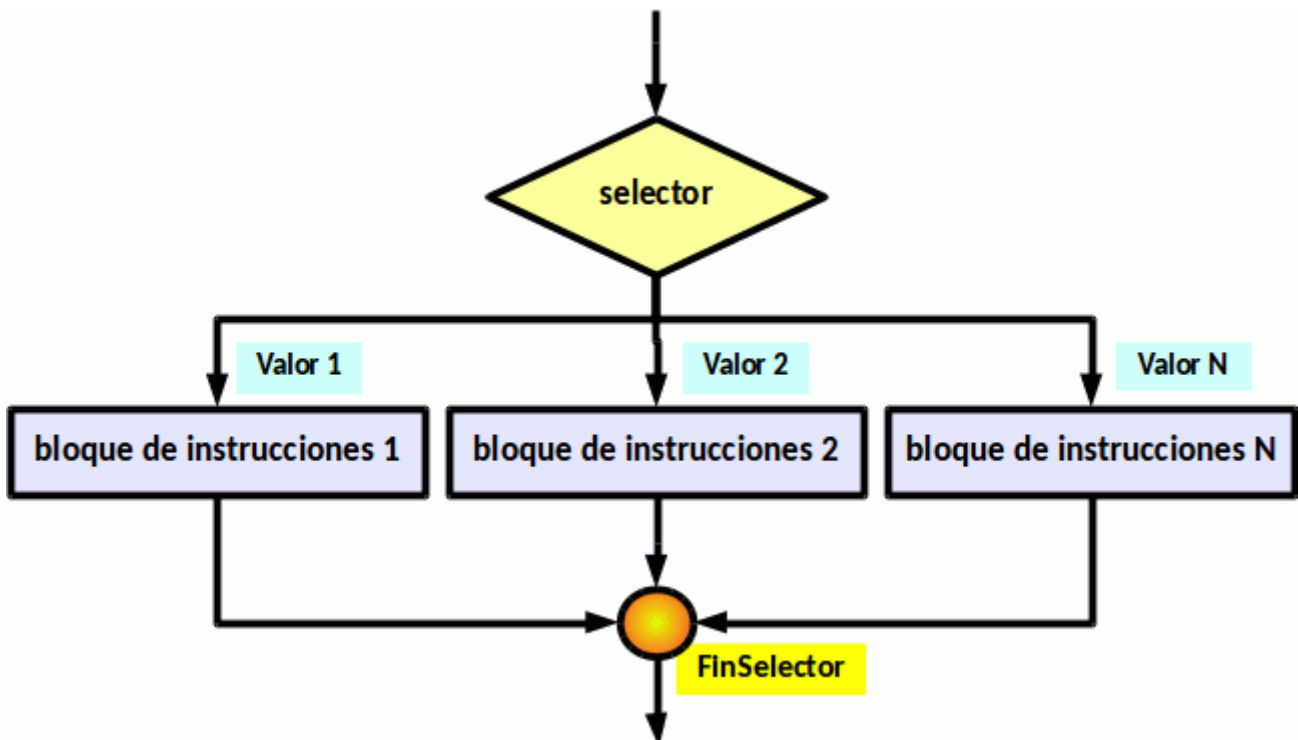 selector
Valor 1
Valor 2
Valor N
bloque de instrucciones 1
bloque de instrucciones 2
bloque de instrucciones N
FinSelector